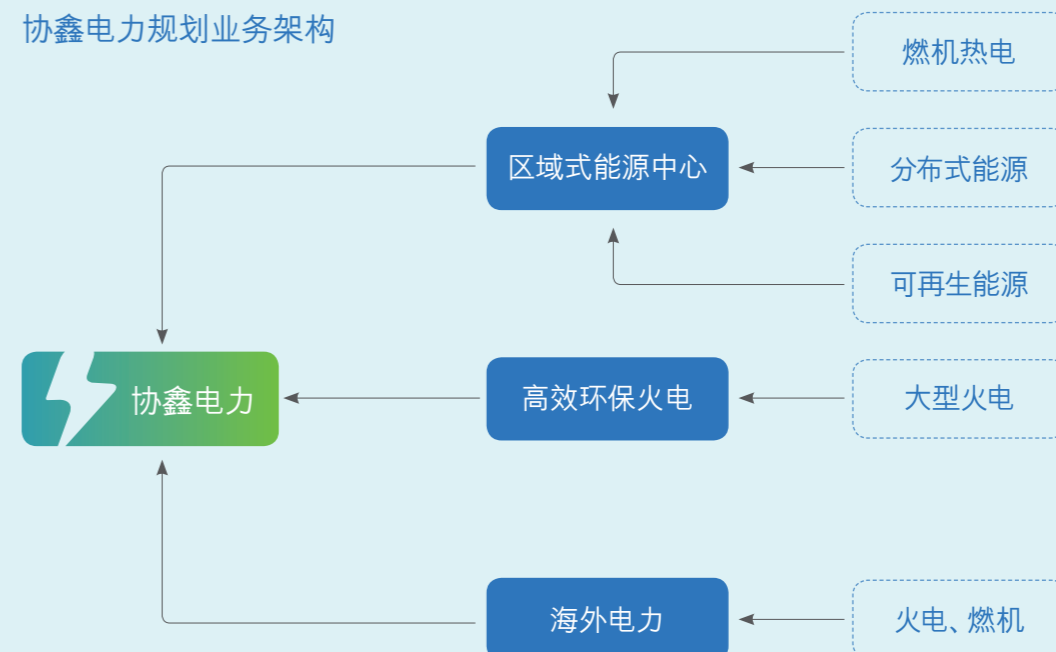 协鑫电力规划业务架构
燃机热电
区域式能源中心
分布式能源
可再生能源
协鑫电力
高效环保火电
大型火电
海外电力
火电、燃机